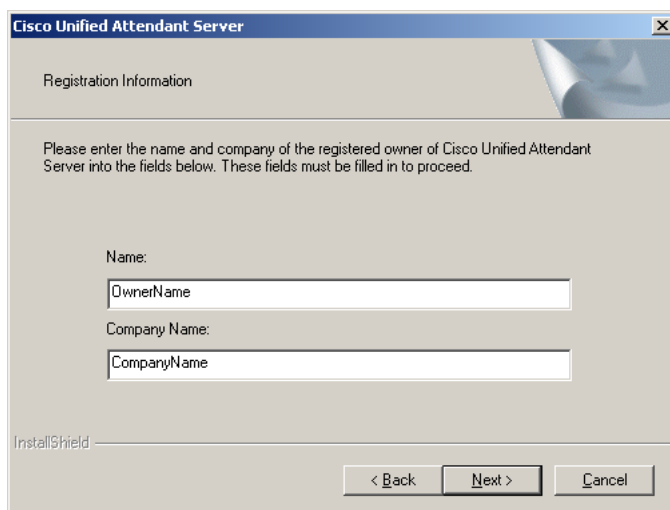 Cisco Unified Attendant Server
Registration Information
Please enter the name and company of the registered owner of Cisco Unified Attendant
Server into the fields below. These fields must be filled in to proceed.
Name:
OwnerName
Company Name:
CompanyName
InstallShield
< Back Next > Cancel